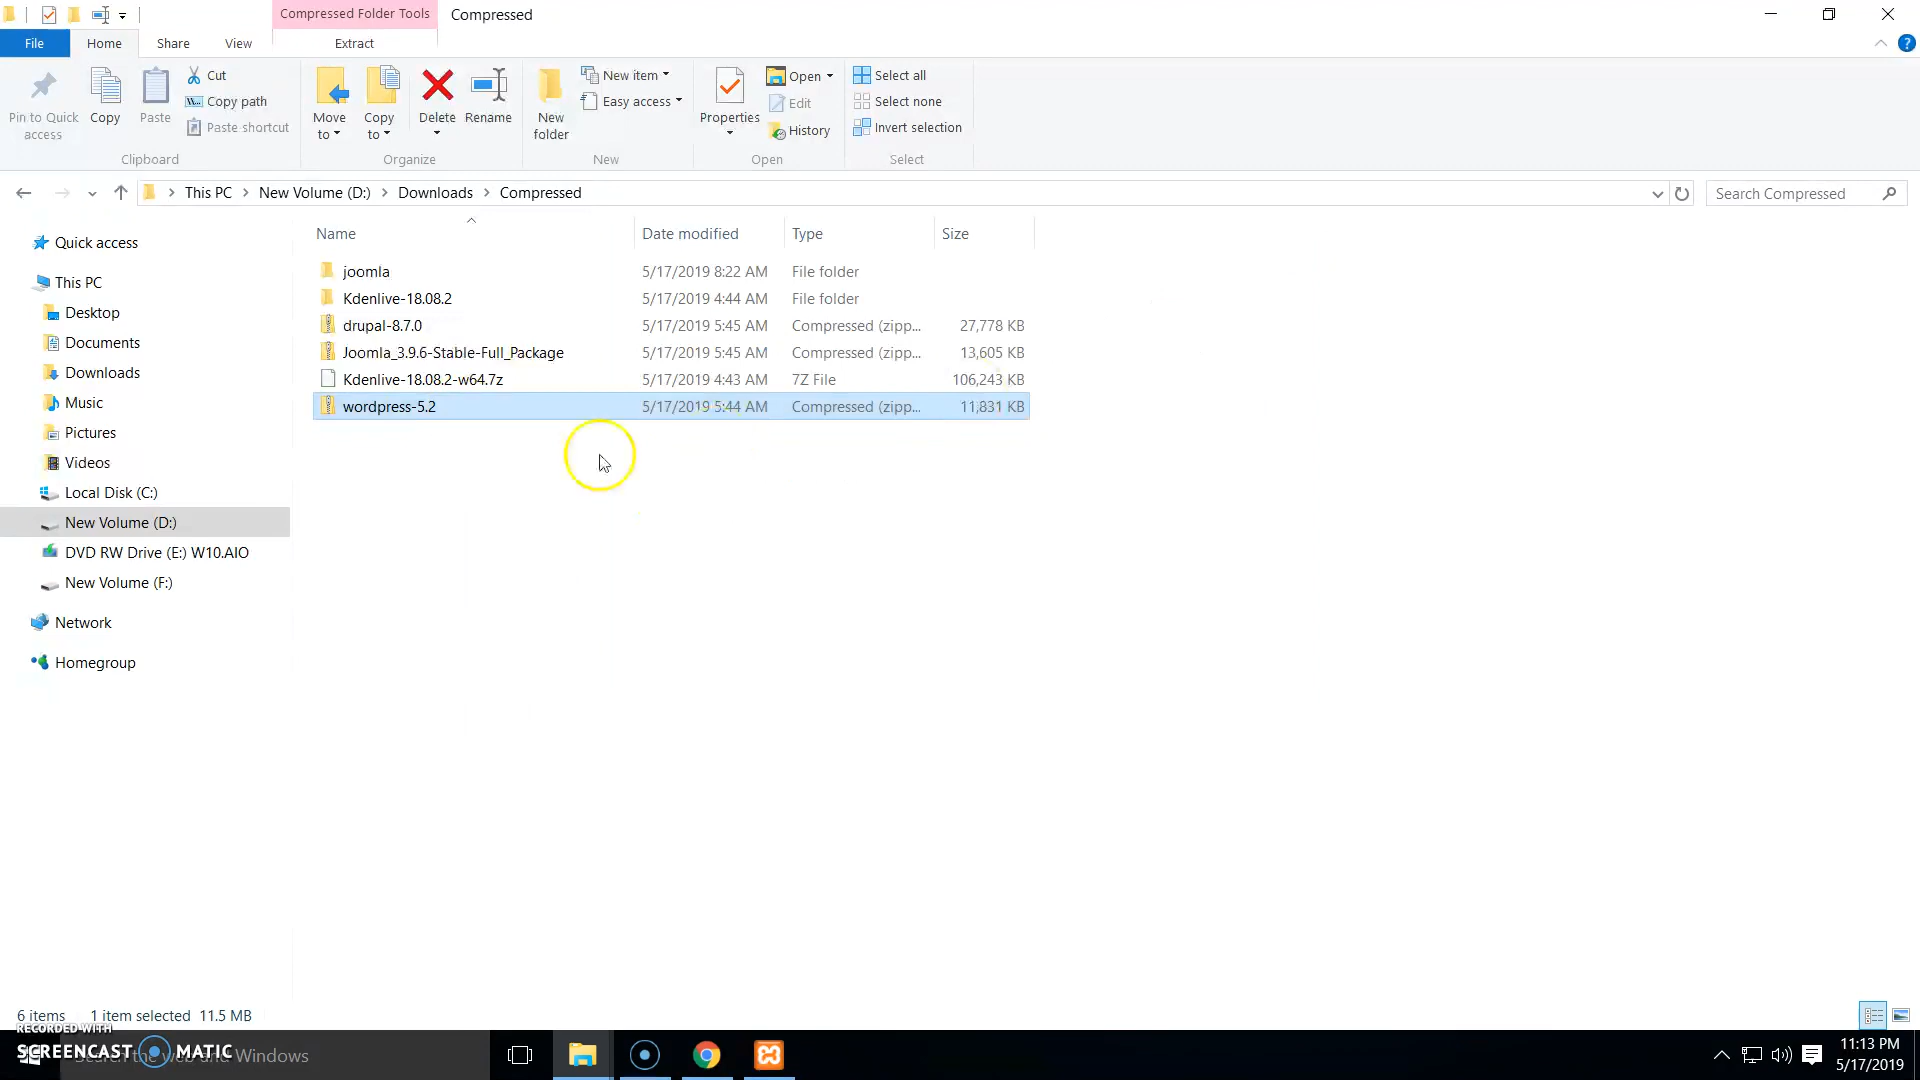 Compressed Folder Tools Compressed
File Home Share View Extract
Pin to Quick access
Copy
Paste
Cut
Copy path
Paste shortcut
Move to
Copy to
Delete
Rename
New folder
New item
Easy access
Properties
Open
Edit
History
Select all
Select none
Invert selection
Clipboard Organize New Open Select
This PC New Volume (D:) Downloads Compressed Search Compressed
Name Date modified Type Size
joomla 5/17/2019 8:22 AM File folder
Kdenlive-18.08.2 5/17/2019 4:44 AM File folder
drupal-8.7.0 5/17/2019 5:45 AM Compressed (zipp... 27,778 KB
Joomla_3.9.6-Stable-Full_Package 5/17/2019 5:45 AM Compressed (zipp... 13,605 KB
Kdenlive-18.08.2-w64.7z 5/17/2019 4:43 AM 7Z File 106,243 KB
wordpress-5.2 5/17/2019 5:44 AM Compressed (zipp... 11,831 KB
Quick access
This PC
Desktop
Documents
Downloads
Music
Pictures
Videos
Local Disk (C:)
New Volume (D:)
DVD RW Drive (E:) W10.AIO
New Volume (F:)
Network
Homegroup
6 items 1 item selected 11.5 MB
RECORDED WITH
SCREENCAST MATIC
Search the web and Windows
11:13 PM
5/17/2019